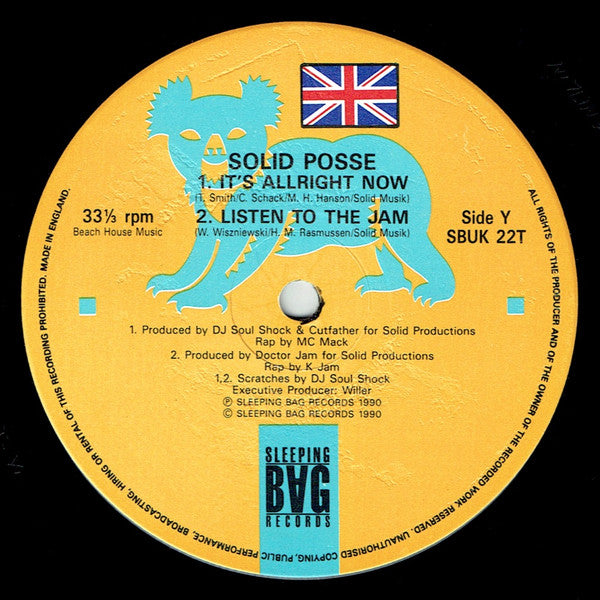 SOLID POSSE
1. IT'S ALLRIGHT NOW
(T. Smith/C. Schack/M. H. Hanson/Solid Musik)
33⅓ rpm
Beach House Music
2. LISTEN TO THE JAM
(W. Wiszniewski/H. M. Rasmussen/Solid Musik)
Side Y
SBUK 22T
1. Produced by DJ Soul Shock & Cutfather for Solid Productions
Rap by MC Mack
2. Produced by Doctor Jam for Solid Productions
Rap by K Jam
1,2. Scratches by DJ Soul Shock
Executive Producer: Willer
℗ SLEEPING BAG RECORDS 1990
© SLEEPING BAG RECORDS 1990
SLEEPING
BAG
RECORDS
ALL RIGHTS OF THE PRODUCER AND OF THE OWNER OF THE RECORDED WORK RESERVED. UNAUTHORISED COPYING, PUBLIC PERFORMANCE, BROADCASTING, HIRING OR RENTAL OF THIS RECORDING PROHIBITED. MADE IN ENGLAND.